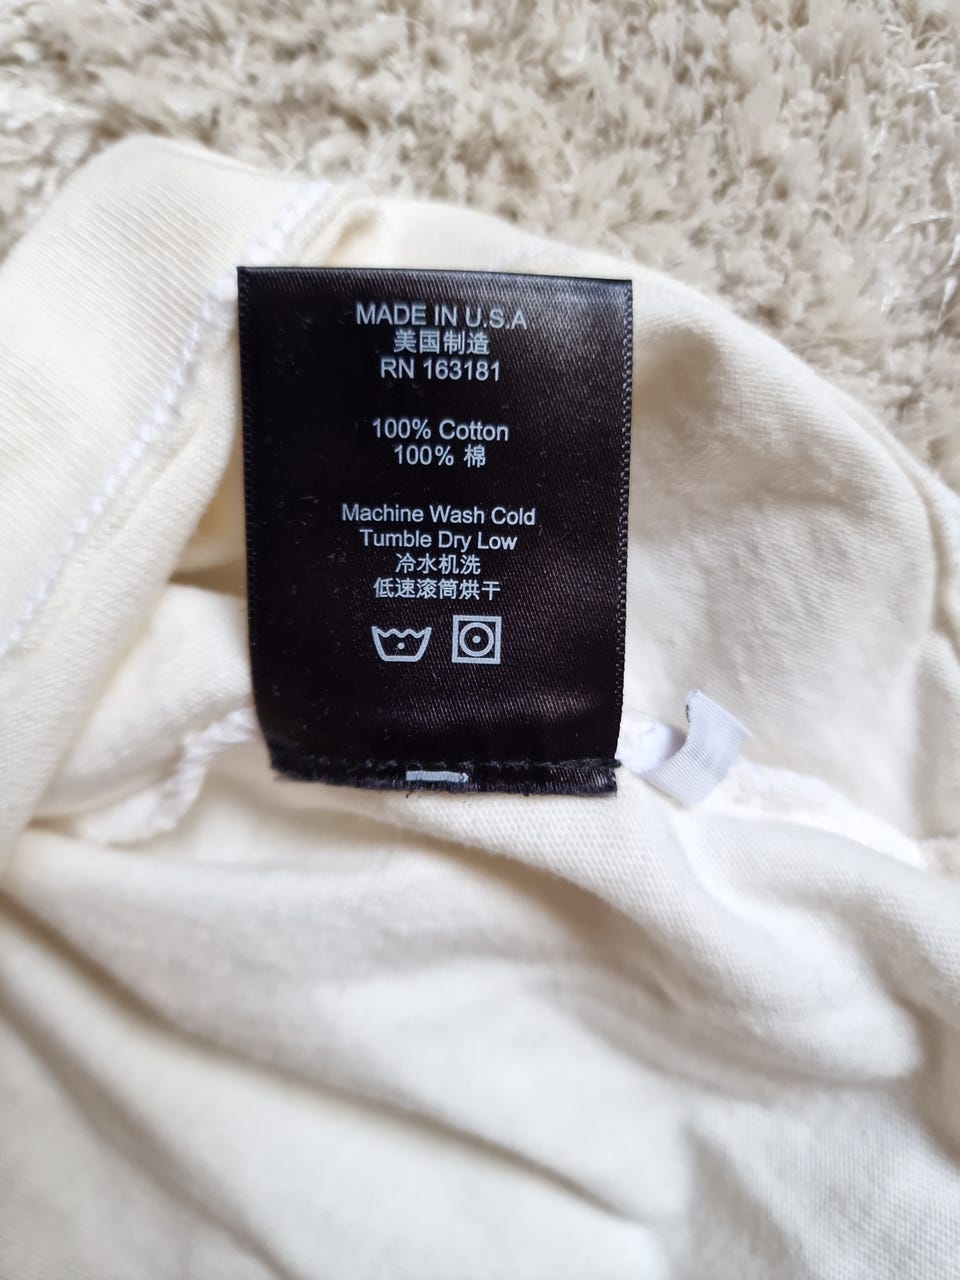 MADE IN U.S.A
美国制造
RN 163181
100% Cotton
100% 棉
Machine Wash Cold
Tumble Dry Low
冷水机洗
低速滚筒烘干